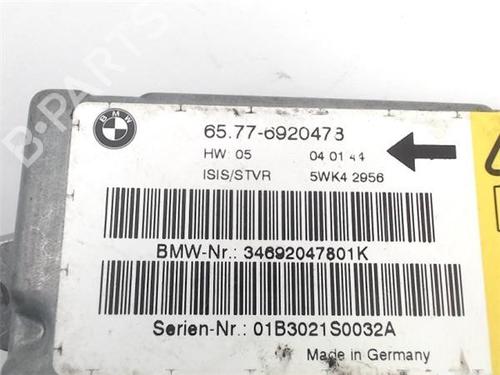 BMW
65.77-6920473
HW 05 04 01 44
ISIS/STVR 5WK4 2956
BMW-Nr.: 34692047801K
Serien-Nr.: 01B3021S0032A
Made in Germany